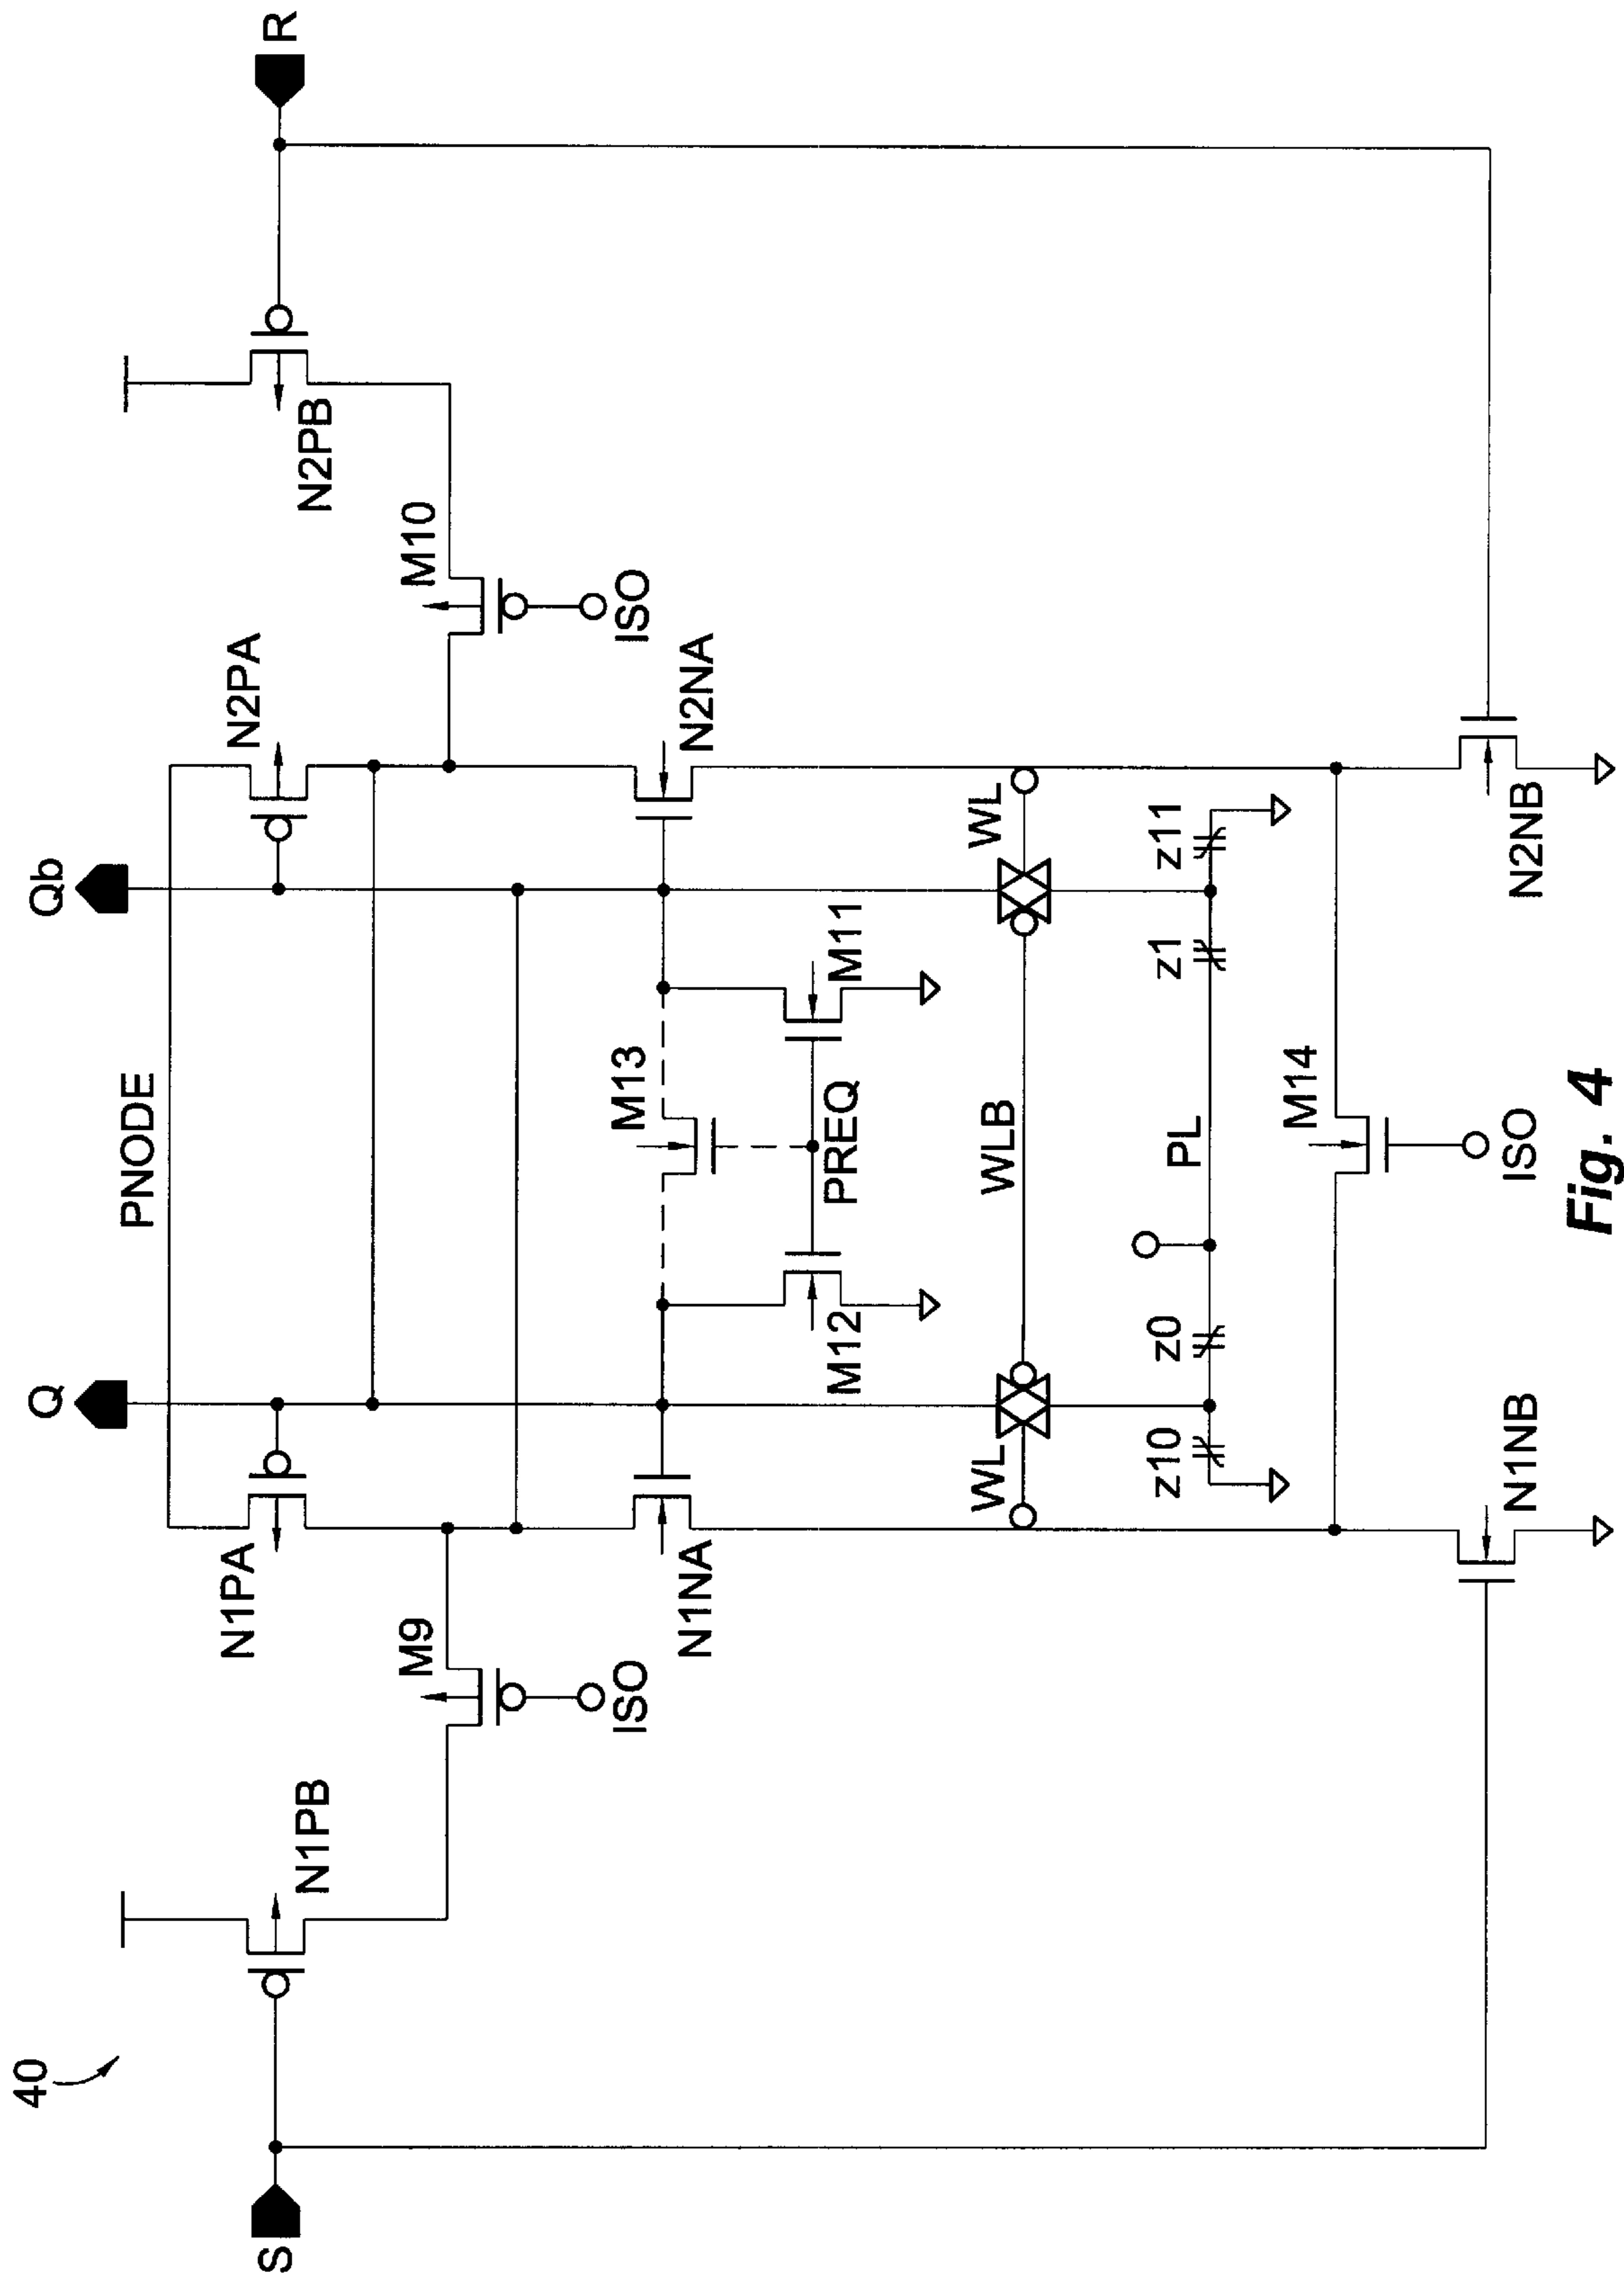 40
S
R
Q
Qb
PNODE
N1PB
N1PA
N2PA
N2PB
M9
ISO
M10
ISO
N1NA
N2NA
M13
M12
PREQ
M11
WL
WLB
WL
z10
z0
PL
z1
z11
M14
ISO
N1NB
N2NB
Fig. 4